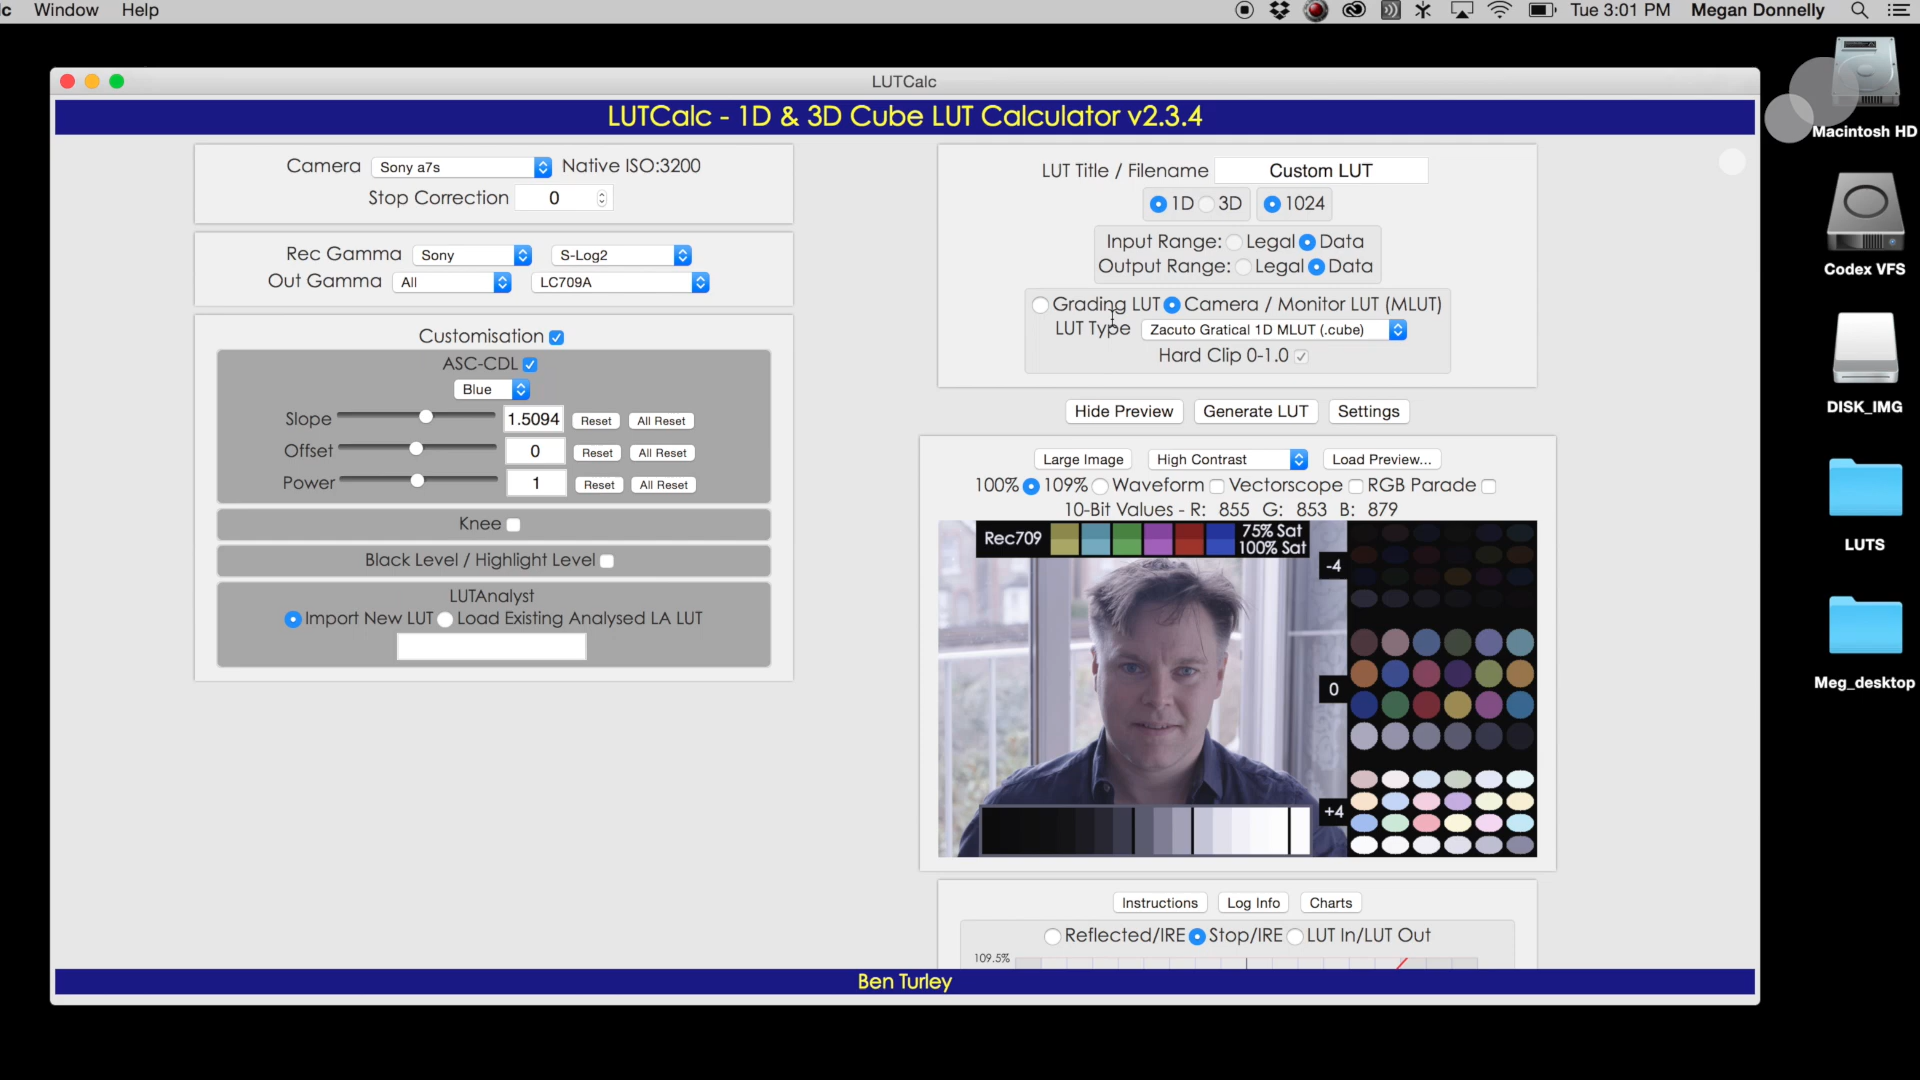 lc Window Help Tue 3:01 PM Megan Donnelly
LUTCalc
LUTCalc - 1D & 3D Cube LUT Calculator v2.3.4
Camera Sony a7s Native ISO:3200
Stop Correction 0
Rec Gamma Sony S-Log2
Out Gamma All LC709A
Customisation
ASC-CDL
Blue
Slope 1.5094 Reset All Reset
Offset 0 Reset All Reset
Power 1 Reset All Reset
Knee
Black Level / Highlight Level
LUTAnalyst
Import New LUT Load Existing Analysed LA LUT
LUT Title / Filename Custom LUT
1D 3D 1024
Input Range: Legal Data
Output Range: Legal Data
Grading LUT Camera / Monitor LUT (MLUT)
LUT Type Zacuto Gratical 1D MLUT (.cube)
Hard Clip 0-1.0
Hide Preview Generate LUT Settings
Large Image High Contrast Load Preview...
100% 109% Waveform Vectorscope RGB Parade
10-Bit Values - R: 855 G: 853 B: 879
Rec709 75% Sat
100% Sat
-4
0
+4
Instructions Log Info Charts
Reflected/IRE Stop/IRE LUT In/LUT Out
109.5%
Ben Turley
Macintosh HD
Codex VFS
DISK_IMG
LUTS
Meg_desktop